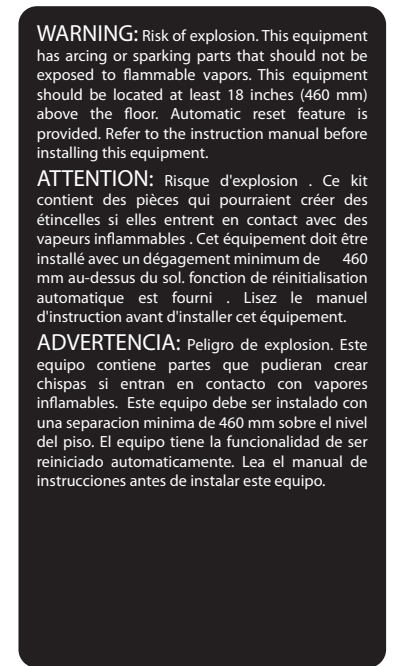 WARNING: Risk of explosion. This equipment
has arcing or sparking parts that should not be
exposed to flammable vapors. This equipment
should be located at least 18 inches (460 mm)
above the floor. Automatic reset feature is
provided. Refer to the instruction manual before
installing this equipment.
ATTENTION: Risque d'explosion . Ce kit
contient des pièces qui pourraient créer des
étincelles si elles entrent en contact avec des
vapeurs inflammables . Cet équipement doit être
installé avec un dégagement minimum de 460
mm au-dessus du sol. fonction de réinitialisation
automatique est fourni . Lisez le manuel
d'instruction avant d'installer cet équipement.
ADVERTENCIA: Peligro de explosion. Este
equipo contiene partes que pudieran crear
chispas si entran en contacto con vapores
inflamables. Este equipo debe ser instalado con
una separacion minima de 460 mm sobre el nivel
del piso. El equipo tiene la funcionalidad de ser
reiniciado automaticamente. Lea el manual de
instrucciones antes de instalar este equipo.